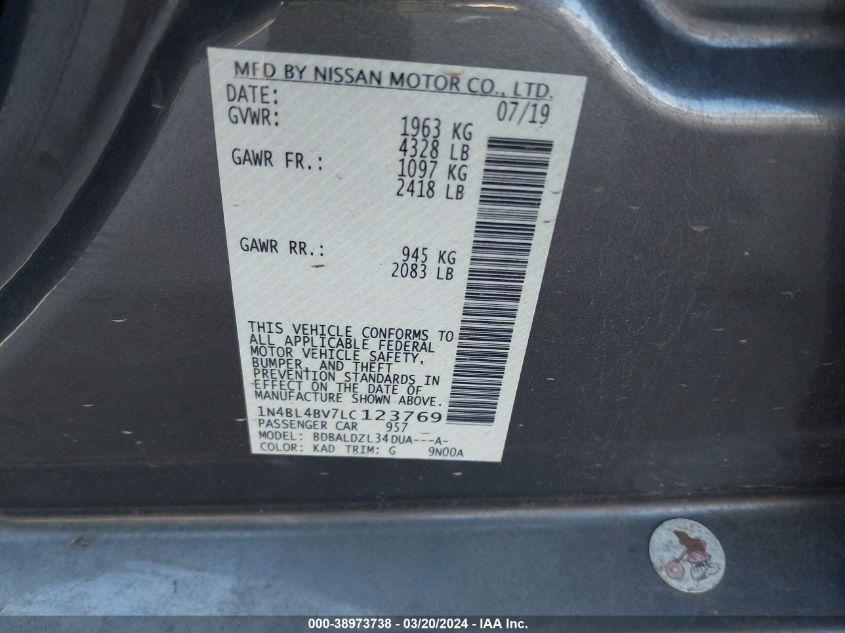 MFD BY NISSAN MOTOR CO., LTD.
DATE: 07/19
GVWR: 1963 KG
4328 LB
GAWR FR.: 1097 KG
2418 LB
GAWR RR.: 945 KG
2083 LB
THIS VEHICLE CONFORMS TO
ALL APPLICABLE FEDERAL
MOTOR VEHICLE SAFETY,
BUMPER, AND THEFT
PREVENTION STANDARDS IN
EFFECT ON THE DATE OF
MANUFACTURE SHOWN ABOVE.
1N4BL4BV7LC123769
PASSENGER CAR 957
MODEL: BDBALDZL34DUA---A-
COLOR: KAD TRIM: G 9N00A
000-38973738 - 03/20/2024 - IAA Inc.